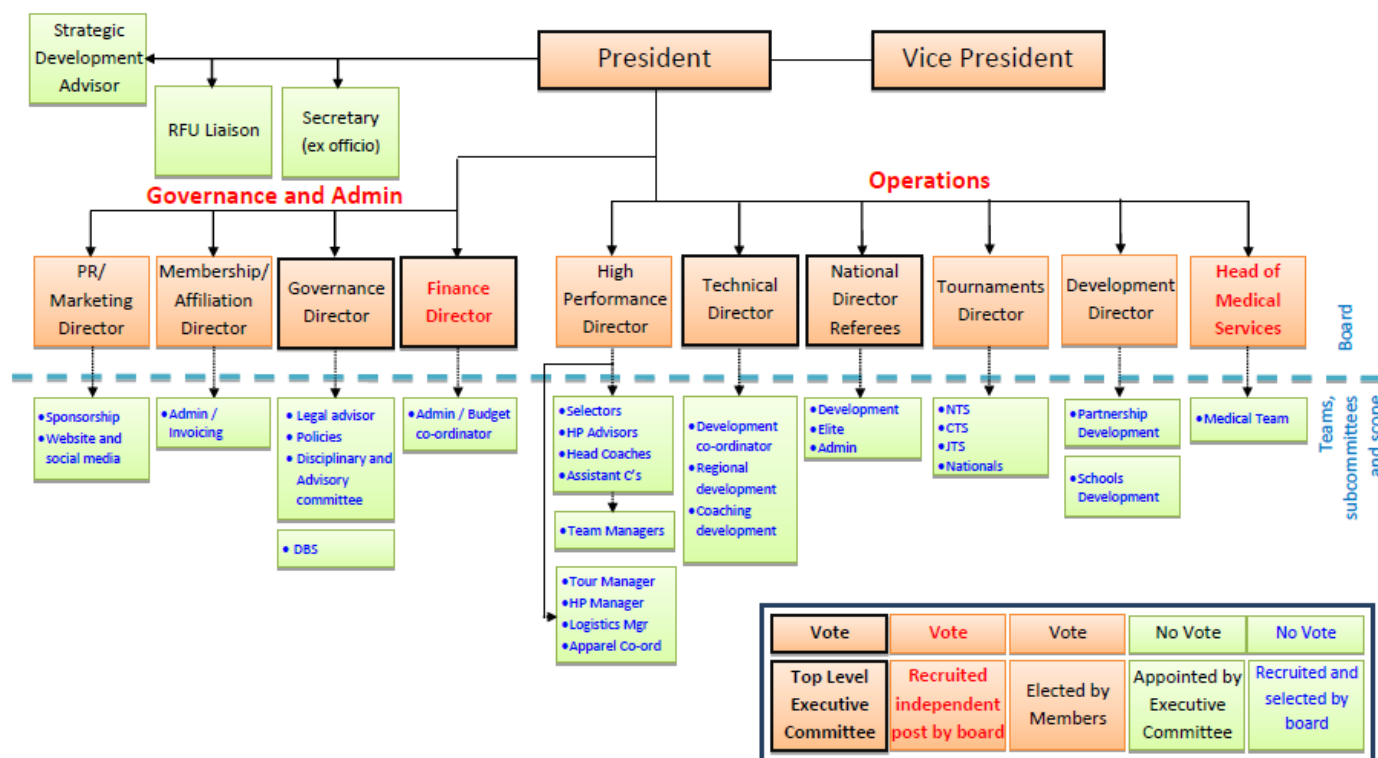 Strategic
Development
Advisor
President
Vice President
RFU Liaison
Secretary
(ex officio)
Governance and Admin
Operations
PR/
Marketing
Director
Membership/
Affiliation
Director
Governance
Director
Finance
Director
High
Performance
Director
Technical
Director
National
Director
Referees
Tournaments
Director
Development
Director
Head of
Medical
Services
Board
Teams,
subcommittees
and scope
•Sponsorship
•Website and
social media
•Admin /
Invoicing
•Legal advisor
•Policies
•Disciplinary and
Advisory
committee
•DBS
•Admin / Budget
co-ordinator
•Selectors
•HP Advisors
•Head Coaches
•Assistant C's
•Team Managers
•Tour Manager
•HP Manager
•Logistics Mgr
•Apparel Co-ord
•Development
co-ordinator
•Regional
development
•Coaching
development
•Development
•Elite
•Admin
•NTS
•CTS
•JTS
•Nationals
•Partnership
Development
•Schools
Development
•Medical Team
Vote
Vote
Vote
No Vote
No Vote
Top Level
Executive
Committee
Recruited
independent
post by board
Elected by
Members
Appointed by
Executive
Committee
Recruited and
selected by
board